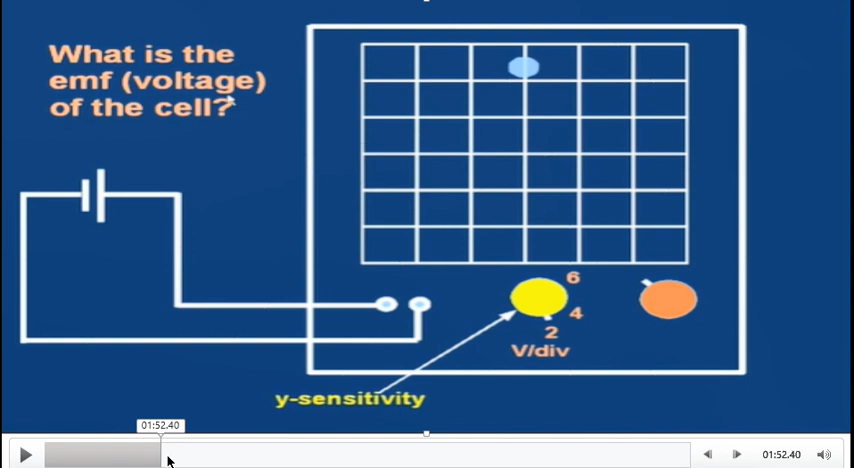 What is the
emf (voltage)
of the cell?
6
4
2
V/div
y-sensitivity
01:52.40
01:52.40